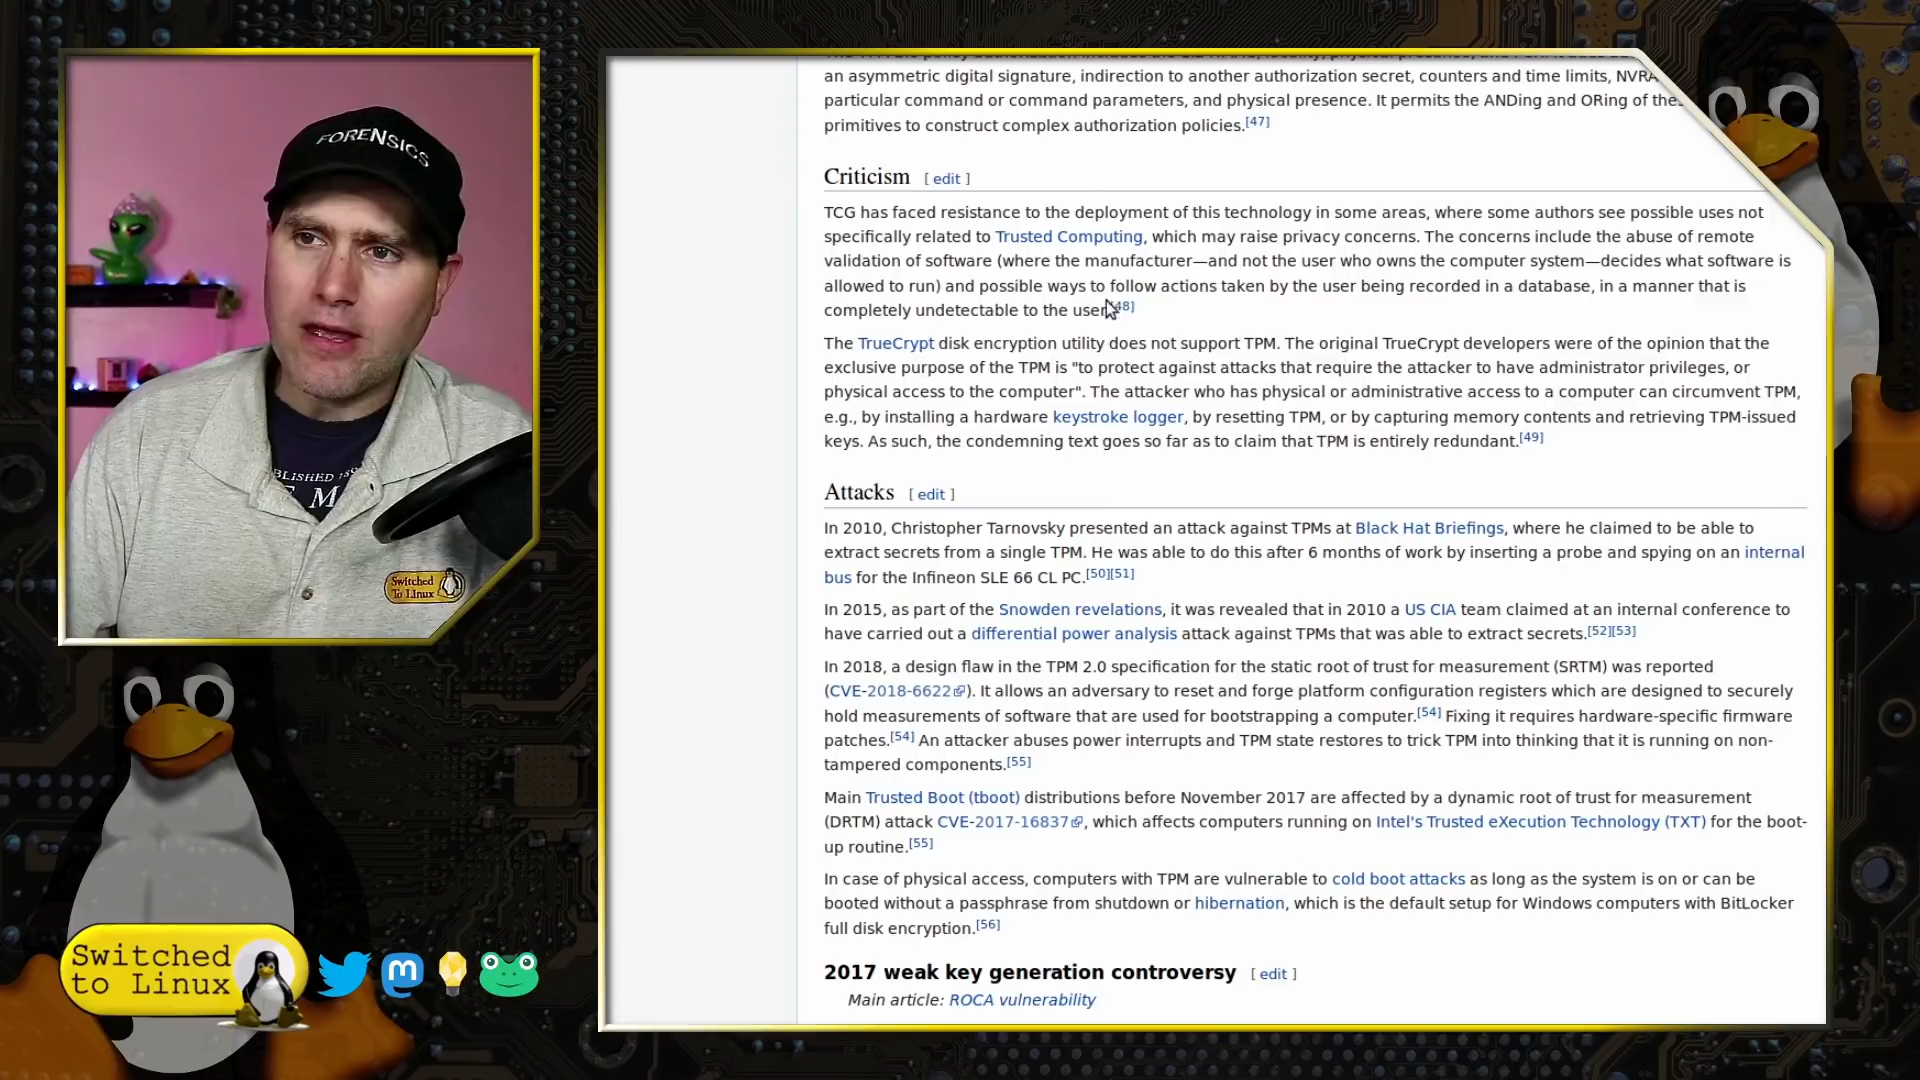 FORENSICS
BLISHED
Switched
To Linux
Switched
to Linux
an asymmetric digital signature, indirection to another authorization secret, counters and time limits, NVRA
particular command or command parameters, and physical presence. It permits the ANDing and ORing of thes
primitives to construct complex authorization policies.[47]
Criticism [ edit ]
TCG has faced resistance to the deployment of this technology in some areas, where some authors see possible uses not
specifically related to Trusted Computing, which may raise privacy concerns. The concerns include the abuse of remote
validation of software (where the manufacturer—and not the user who owns the computer system—decides what software is
allowed to run) and possible ways to follow actions taken by the user being recorded in a database, in a manner that is
completely undetectable to the user.[48]
The TrueCrypt disk encryption utility does not support TPM. The original TrueCrypt developers were of the opinion that the
exclusive purpose of the TPM is "to protect against attacks that require the attacker to have administrator privileges, or
physical access to the computer". The attacker who has physical or administrative access to a computer can circumvent TPM,
e.g., by installing a hardware keystroke logger, by resetting TPM, or by capturing memory contents and retrieving TPM-issued
keys. As such, the condemning text goes so far as to claim that TPM is entirely redundant.[49]
Attacks [ edit ]
In 2010, Christopher Tarnovsky presented an attack against TPMs at Black Hat Briefings, where he claimed to be able to
extract secrets from a single TPM. He was able to do this after 6 months of work by inserting a probe and spying on an internal
bus for the Infineon SLE 66 CL PC.[50][51]
In 2015, as part of the Snowden revelations, it was revealed that in 2010 a US CIA team claimed at an internal conference to
have carried out a differential power analysis attack against TPMs that was able to extract secrets.[52][53]
In 2018, a design flaw in the TPM 2.0 specification for the static root of trust for measurement (SRTM) was reported
(CVE-2018-6622). It allows an adversary to reset and forge platform configuration registers which are designed to securely
hold measurements of software that are used for bootstrapping a computer.[54] Fixing it requires hardware-specific firmware
patches.[54] An attacker abuses power interrupts and TPM state restores to trick TPM into thinking that it is running on non-
tampered components.[55]
Main Trusted Boot (tboot) distributions before November 2017 are affected by a dynamic root of trust for measurement
(DRTM) attack CVE-2017-16837, which affects computers running on Intel's Trusted eXecution Technology (TXT) for the boot-
up routine.[55]
In case of physical access, computers with TPM are vulnerable to cold boot attacks as long as the system is on or can be
booted without a passphrase from shutdown or hibernation, which is the default setup for Windows computers with BitLocker
full disk encryption.[56]
2017 weak key generation controversy [ edit ]
Main article: ROCA vulnerability